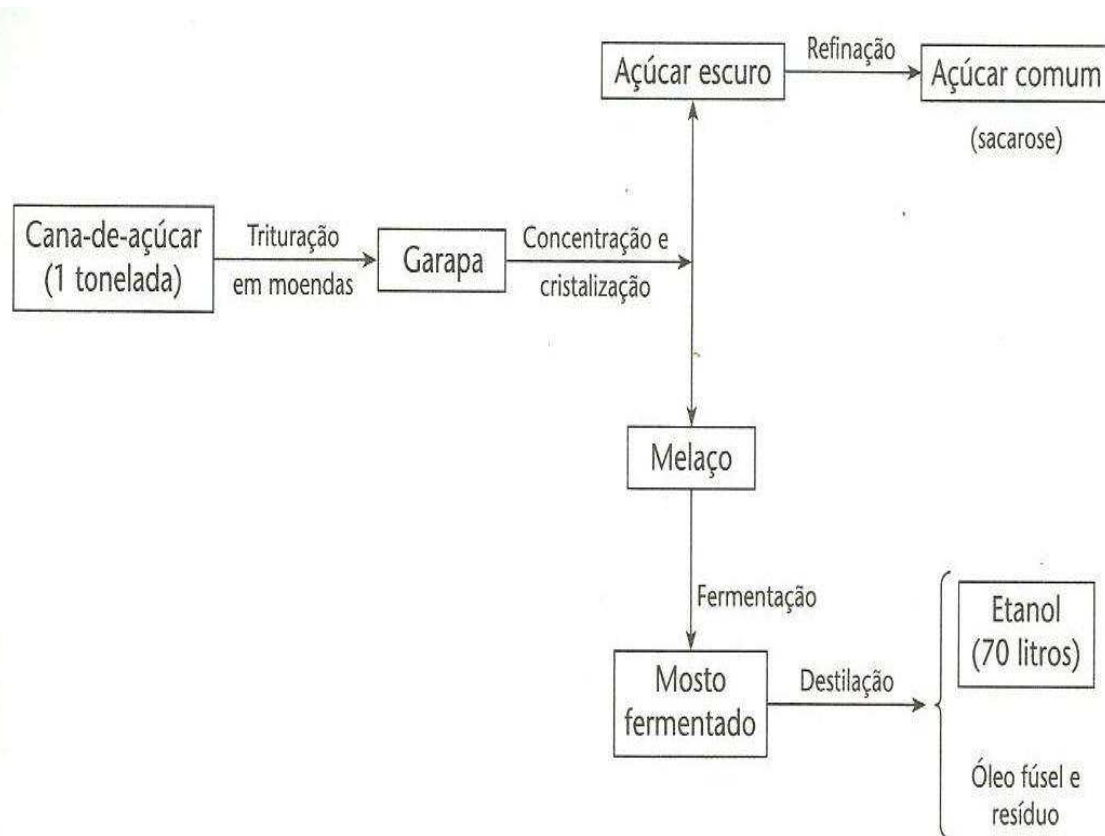 Açúcar escuro
Refinação
Açúcar comum
(sacarose)
Cana-de-açúcar
(1 tonelada)
Trituração
em moendas
Garapa
Concentração e
cristalização
Melaço
Fermentação
Mosto
fermentado
Destilação
Etanol
(70 litros)
Óleo fúsel e
resíduo